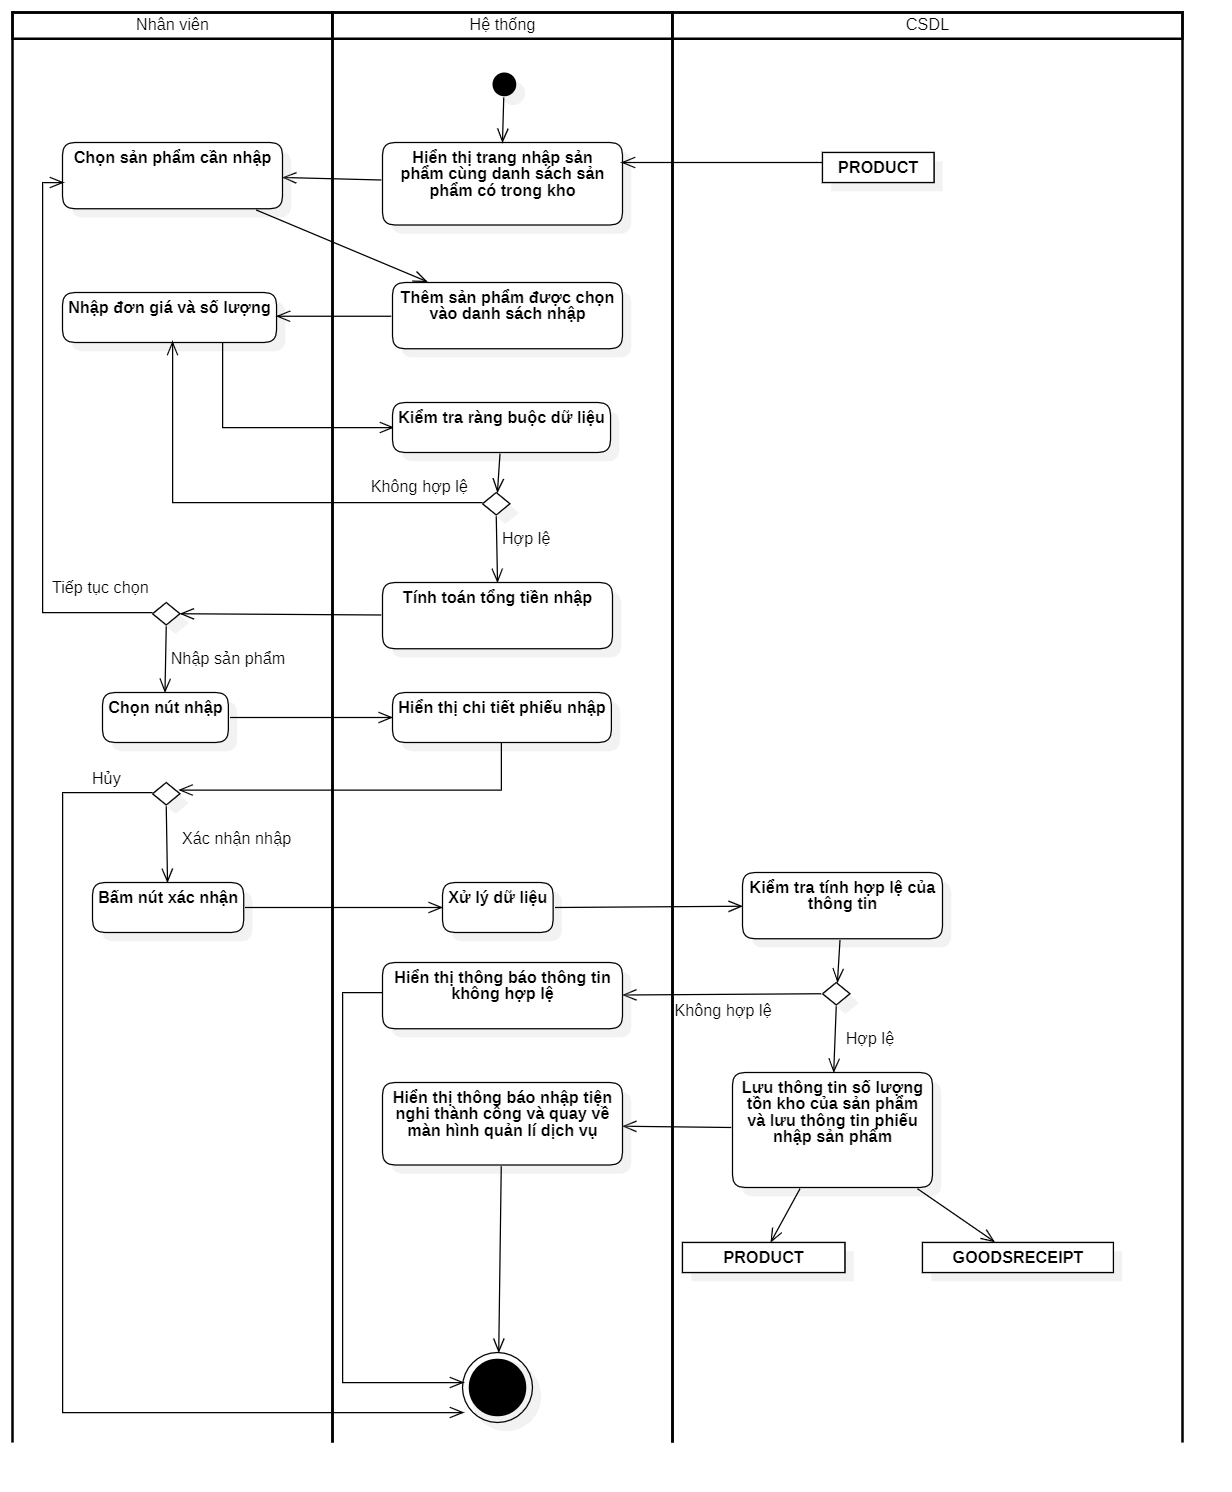 Nhân viên
Hệ thống
CSDL
Chọn sản phẩm cần nhập
Hiển thị trang nhập sản
phẩm cùng danh sách sản
phẩm có trong kho
PRODUCT
Nhập đơn giá và số lượng
Thêm sản phẩm được chọn
vào danh sách nhập
Kiểm tra ràng buộc dữ liệu
Không hợp lệ
Hợp lệ
Tiếp tục chọn
Tính toán tổng tiền nhập
Nhập sản phẩm
Chọn nút nhập
Hiển thị chi tiết phiếu nhập
Hủy
Xác nhận nhập
Bấm nút xác nhận
Xử lý dữ liệu
Kiểm tra tính hợp lệ của
thông tin
Hiển thị thông báo thông tin
không hợp lệ
Không hợp lệ
Hợp lệ
Hiển thị thông báo nhập tiện
nghi thành công và quay về
màn hình quản lí dịch vụ
Lưu thông tin số lượng
tồn kho của sản phẩm
và lưu thông tin phiếu
nhập sản phẩm
PRODUCT
GOODSRECEIPT